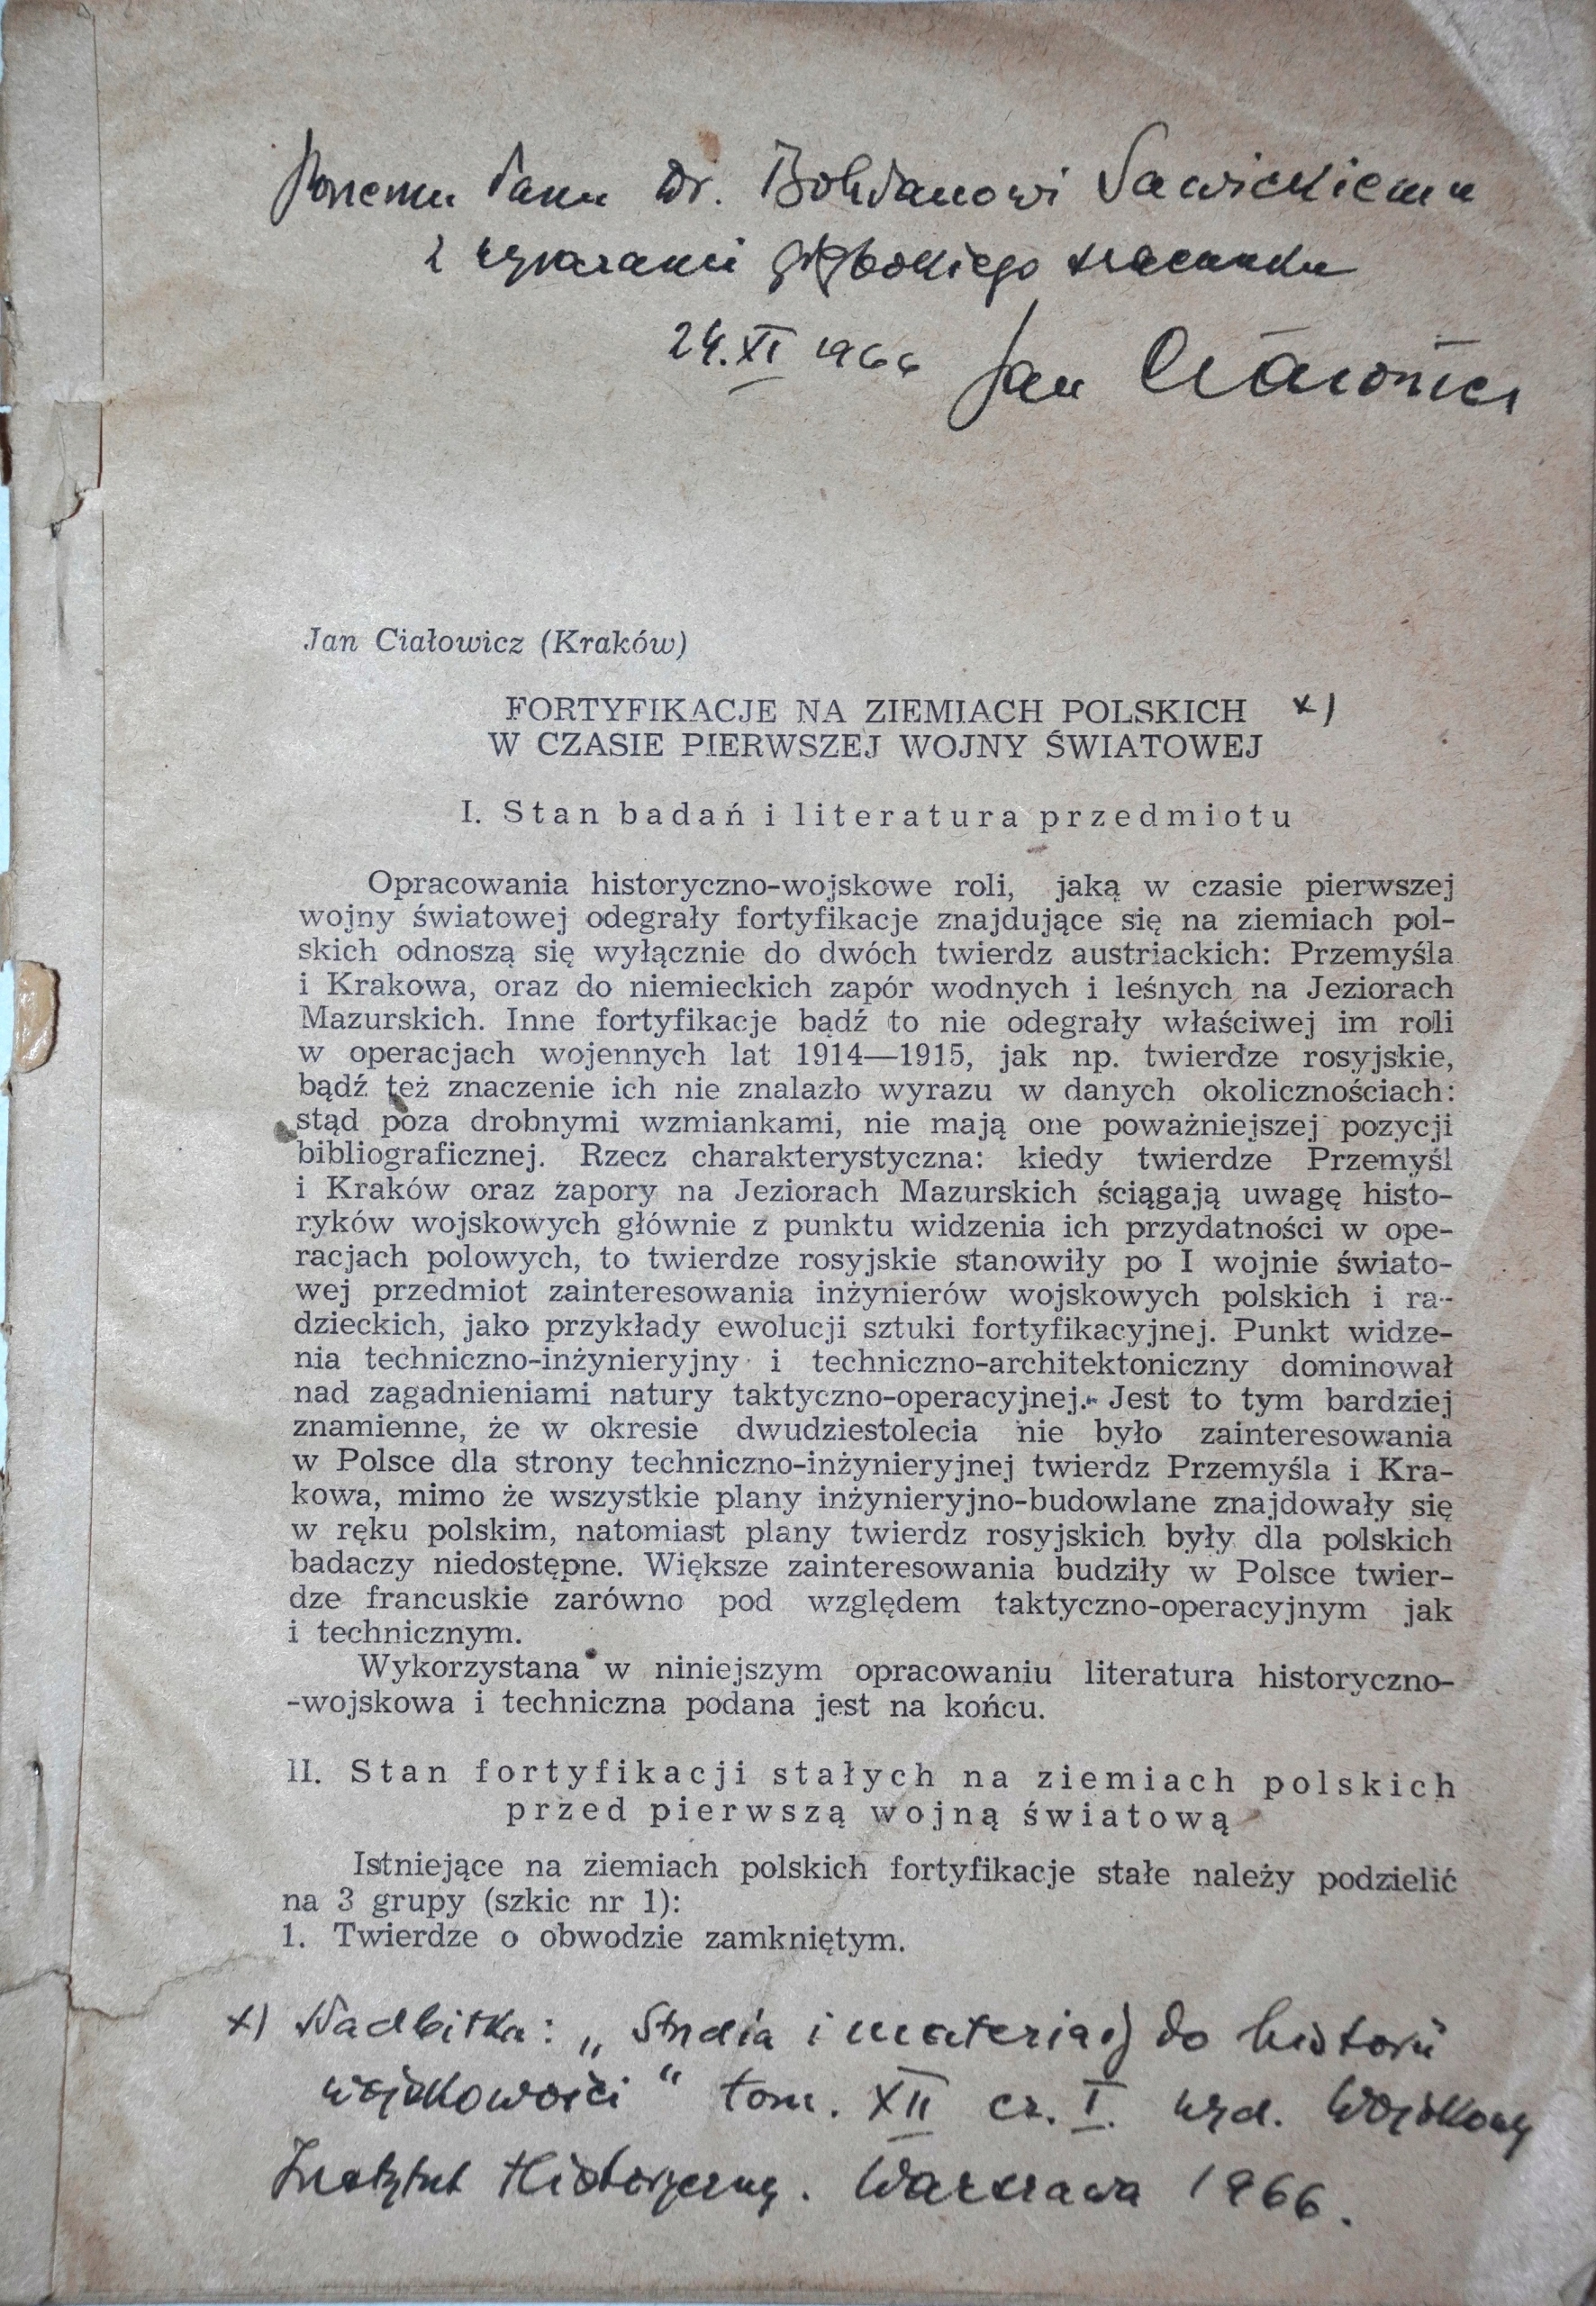 Panu Dr. Bohdanowi Sawickiemu
z wyrazami głębokiego szacunku
24. XI 1966 Jan Ciałowicz
Jan Ciałowicz (Kraków)
FORTYFIKACJE NA ZIEMIACH POLSKICH x)
W CZASIE PIERWSZEJ WOJNY ŚWIATOWEJ
I. Stan badań i literatura przedmiotu
Opracowania historyczno-wojskowe roli, jaką w czasie pierwszej
wojny światowej odegrały fortyfikacje znajdujące się na ziemiach pol-
skich odnoszą się wyłącznie do dwóch twierdz austriackich: Przemyśla
i Krakowa, oraz do niemieckich zapór wodnych i leśnych na Jeziorach
Mazurskich. Inne fortyfikacje bądź to nie odegrały właściwej im roli
w operacjach wojennych lat 1914—1915, jak np. twierdze rosyjskie,
bądź też znaczenie ich nie znalazło wyrazu w danych okolicznościach:
stąd poza drobnymi wzmiankami, nie mają one poważniejszej pozycji
bibliograficznej. Rzecz charakterystyczna: kiedy twierdze Przemyśl
i Kraków oraz zapory na Jeziorach Mazurskich ściągają uwagę histo-
ryków wojskowych głównie z punktu widzenia ich przydatności w ope-
racjach polowych, to twierdze rosyjskie stanowiły po I wojnie świato-
wej przedmiot zainteresowania inżynierów wojskowych polskich i ra-
dzieckich, jako przykłady ewolucji sztuki fortyfikacyjnej. Punkt widze-
nia techniczno-inżynieryjny i techniczno-architektoniczny dominował
nad zagadnieniami natury taktyczno-operacyjnej. Jest to tym bardziej
znamienne, że w okresie dwudziestolecia nie było zainteresowania
w Polsce dla strony techniczno-inżynieryjnej twierdz Przemyśla i Kra-
kowa, mimo że wszystkie plany inżynieryjno-budowlane znajdowały się
w ręku polskim, natomiast plany twierdz rosyjskich były dla polskich
badaczy niedostępne. Większe zainteresowania budziły w Polsce twier-
dze francuskie zarówno pod względem taktyczno-operacyjnym jak
i technicznym.
Wykorzystana w niniejszym opracowaniu literatura historyczno-
-wojskowa i techniczna podana jest na końcu.
II. Stan fortyfikacji stałych na ziemiach polskich
przed pierwszą wojną światową
Istniejące na ziemiach polskich fortyfikacje stałe należy podzielić
na 3 grupy (szkic nr 1):
1. Twierdze o obwodzie zamkniętym.
x) Nadbitka: „Studia i materiały do historii
wojskowości" tom. XII cz. I. wyd. Wojskowy
Instytut Historyczny. Warszawa 1966.